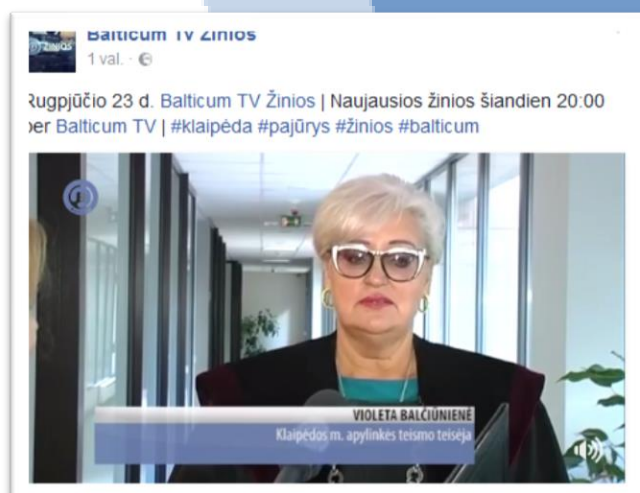 Balticum TV Žinios
ŽINIOS
1 val. ·
Rugpjūčio 23 d. Balticum TV Žinios | Naujausios žinios šiandien 20:00
per Balticum TV | #klaipėda #pajūrys #žinios #balticum
VIOLETA BALČIŪNIENĖ
Klaipėdos m. apylinkės teismo teisėja